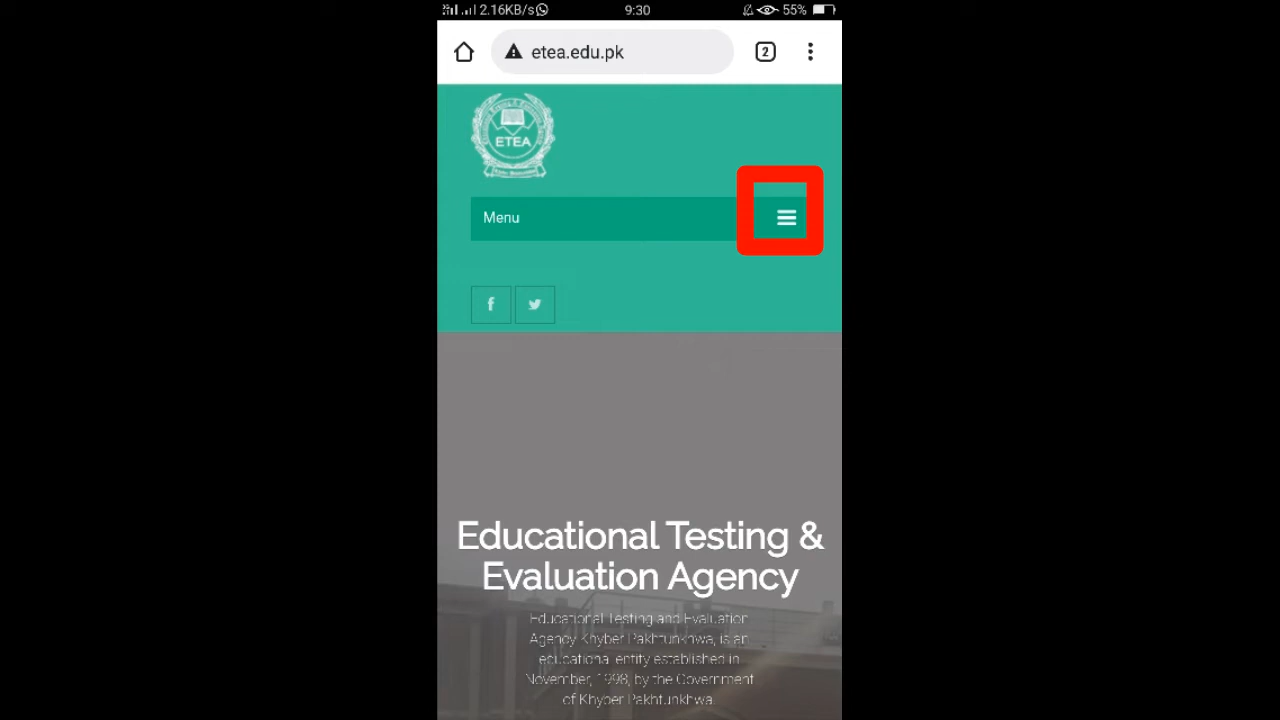 2.16KB/s 9:30 55%
etea.edu.pk 2
ETEA
Menu
Educational Testing &
Evaluation Agency
Educational Testing and Evaluation
Agency Khyber Pakhtunkhwa, is an
educational entity established in
November, 1998, by the Government
of Khyber Pakhtunkhwa.